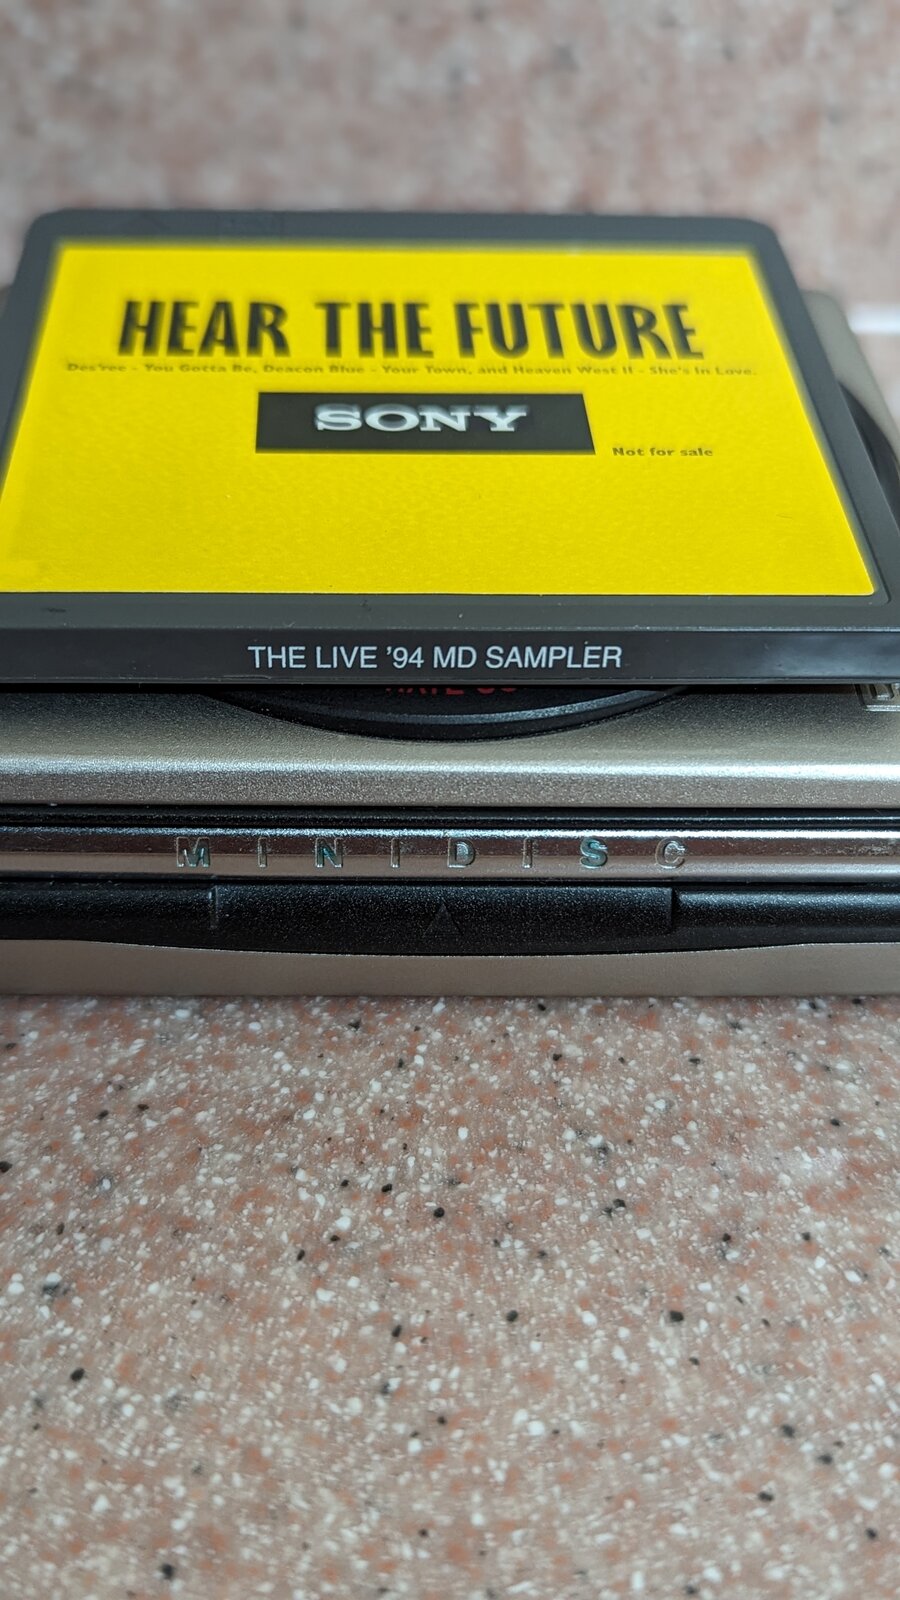 HEAR THE FUTURE
Des'ree - You Gotta Be, Deacon Blue - Your Town, and Heaven West II - She's In Love.
SONY
Not for sale
THE LIVE '94 MD SAMPLER
MINIDISC